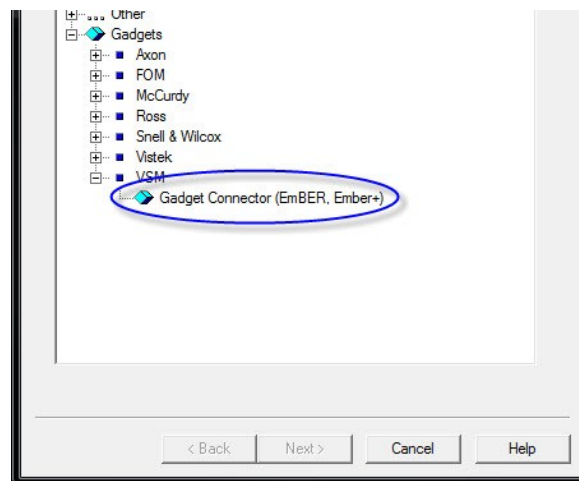 Other
Gadgets
Axon
FOM
McCurdy
Ross
Snell & Wilcox
Vistek
VSM
Gadget Connector (EmBER, Ember+)
< Back Next > Cancel Help